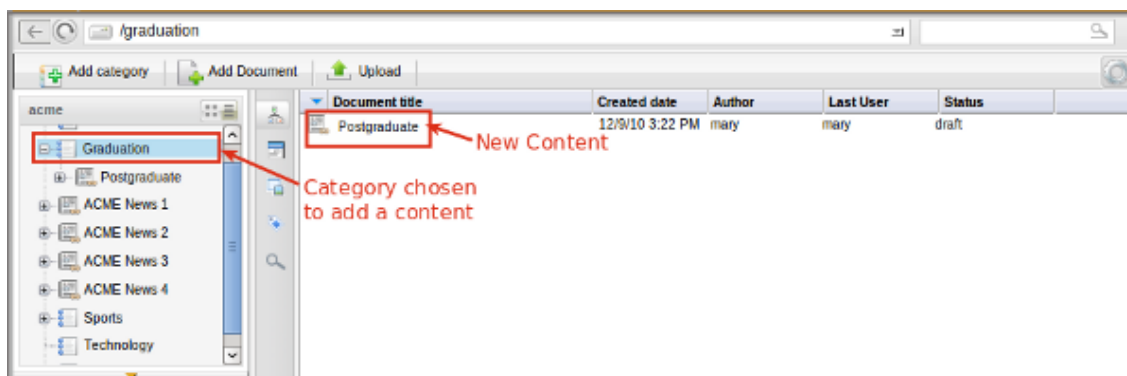 /graduation
Add category Add Document Upload
acme
Document title Created date Author Last User Status
Postgraduate 12/9/10 3:22 PM mary mary draft
New Content
Graduation
Postgraduate
Category chosen
to add a content
ACME News 1
ACME News 2
ACME News 3
ACME News 4
Sports
Technology